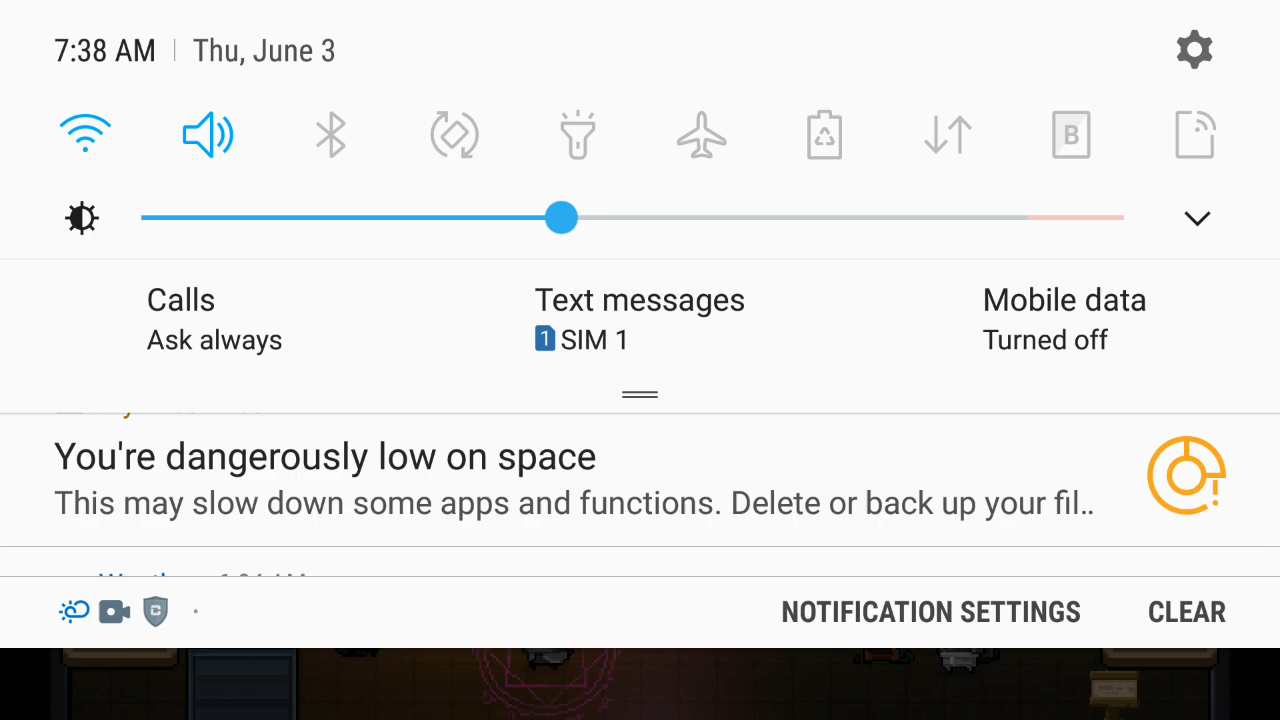 7:38 AM | Thu, June 3
B
Calls
Ask always
Text messages
1 SIM 1
Mobile data
Turned off
You're dangerously low on space
This may slow down some apps and functions. Delete or back up your fil..
NOTIFICATION SETTINGS
CLEAR